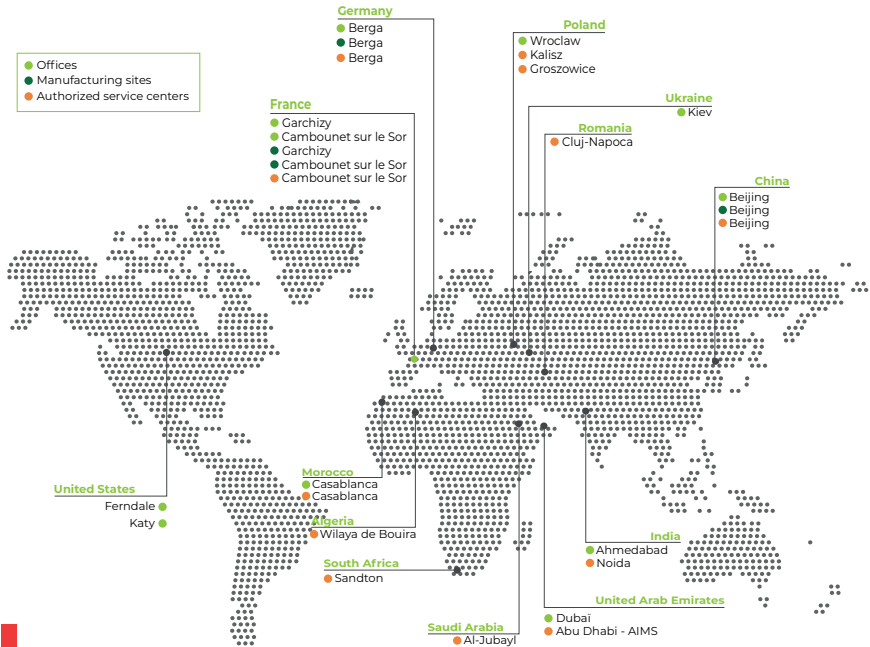 Offices
Manufacturing sites
Authorized service centers
Germany
Berga
Berga
Berga
France
Garchizy
Cambounet sur le Sor
Garchizy
Cambounet sur le Sor
Cambounet sur le Sor
Poland
Wroclaw
Kalisz
Groszowice
Ukraine
Kiev
Romania
Cluj-Napoca
China
Beijing
Beijing
Beijing
United States
Ferndale
Katy
Morocco
Casablanca
Casablanca
Algeria
Wilaya de Bouira
South Africa
Sandton
Saudi Arabia
Al-Jubayl
India
Ahmedabad
Noida
United Arab Emirates
Dubaï
Abu Dhabi - AIMS